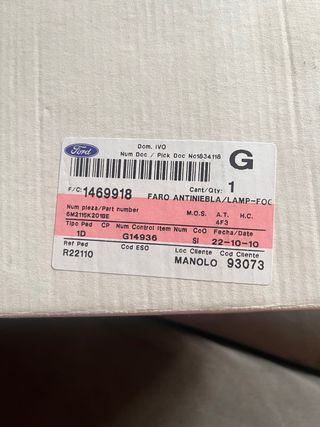 Ford
Dom. IVO
Num Doc / Pick Doc No1634116
G
F/C: 1469918 Cant/Qty: 1
FARO ANTINIEBLA/LAMP-FOG
Num pieza/Part number M.O.S. A.T. H.C.
6M2115K201BE 4F3
Tipo Ped CP Num Control Item Num CoO Fecha/Date
1D G14936 SI 22-10-10
Ref Ped Cod ESO Loc Cliente Cod Cliente
R22110 MANOLO 93073